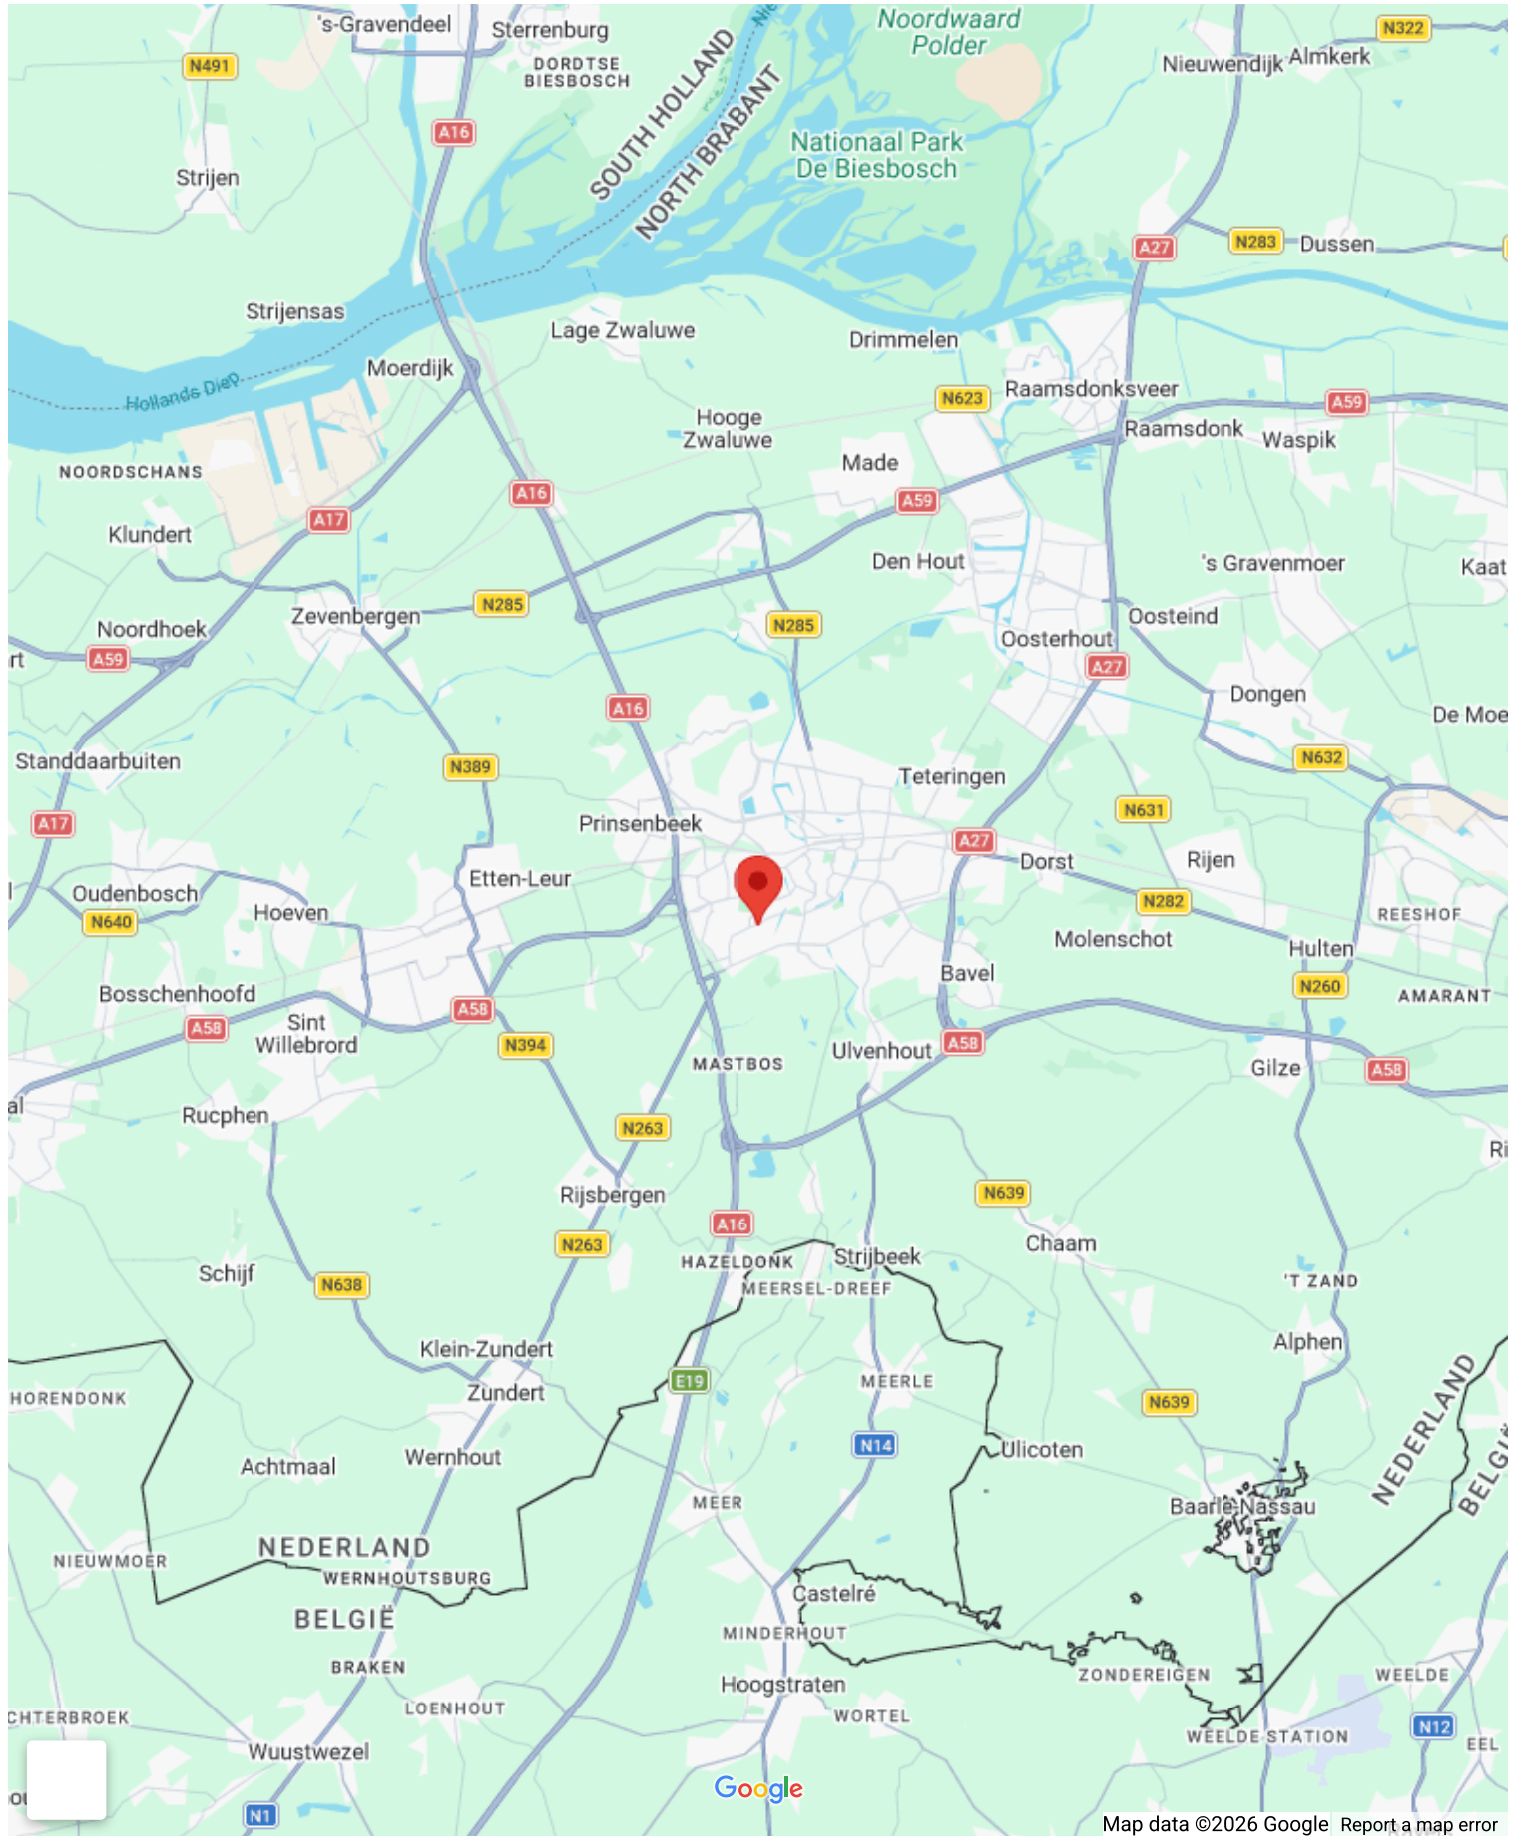 's-Gravendeel
Sterrenburg
Noordwaard
Polder
N322
Nieuwendijk
Almkerk
N491
DORDTSE
BIESBOSCH
SOUTH HOLLAND
NORTH BRABANT
A16
Nationaal Park
De Biesbosch
Strijen
A27
N283
Dussen
Strijensas
Lage Zwaluwe
Drimmelen
Moerdijk
Hollands Diep
N623
Raamsdonksveer
A59
Hooge
Zwaluwe
Raamsdonk
Waspik
NOORDSCHANS
Made
A16
A59
A17
Klundert
Den Hout
's Gravenmoer
Kaat
Zevenbergen
N285
N285
Oosteind
Noordhoek
Oosterhout
A59
A27
Dongen
A16
De Moe
Standdaarbuiten
N389
N632
Teteringen
A17
Prinsenbeek
N631
A27
Dorst
Rijen
Oudenbosch
Etten-Leur
N640
Hoeven
N282
REESHOF
Molenschot
Hulten
Bavel
N260
Bosschenhoofd
AMARANT
A58
A58
Sint
Willebrord
N394
MASTBOS
Ulvenhout
A58
Gilze
A58
Rucphen
N263
Rijsbergen
N639
A16
N263
Chaam
HAZELDONK
Strijbeek
Schijf
N638
MEERSEL-DREEF
'T ZAND
Klein-Zundert
Alphen
HORENDONK
Zundert
E19
MEERLE
N639
NEDERLAND
BELGIË
Achtmaal
Wernhout
N14
Ulicoten
MEER
Baarle-Nassau
NEDERLAND
NIEUWMOER
WERNHOUTSBURG
BELGIË
Castelré
MINDERHOUT
BRAKEN
Hoogstraten
ZONDEREIGEN
WEELDE
LOENHOUT
WORTEL
CHTERBROEK
N12
WEELDE STATION
EEL
Wuustwezel
Google
N1
Map data ©2026 Google
Report a map error